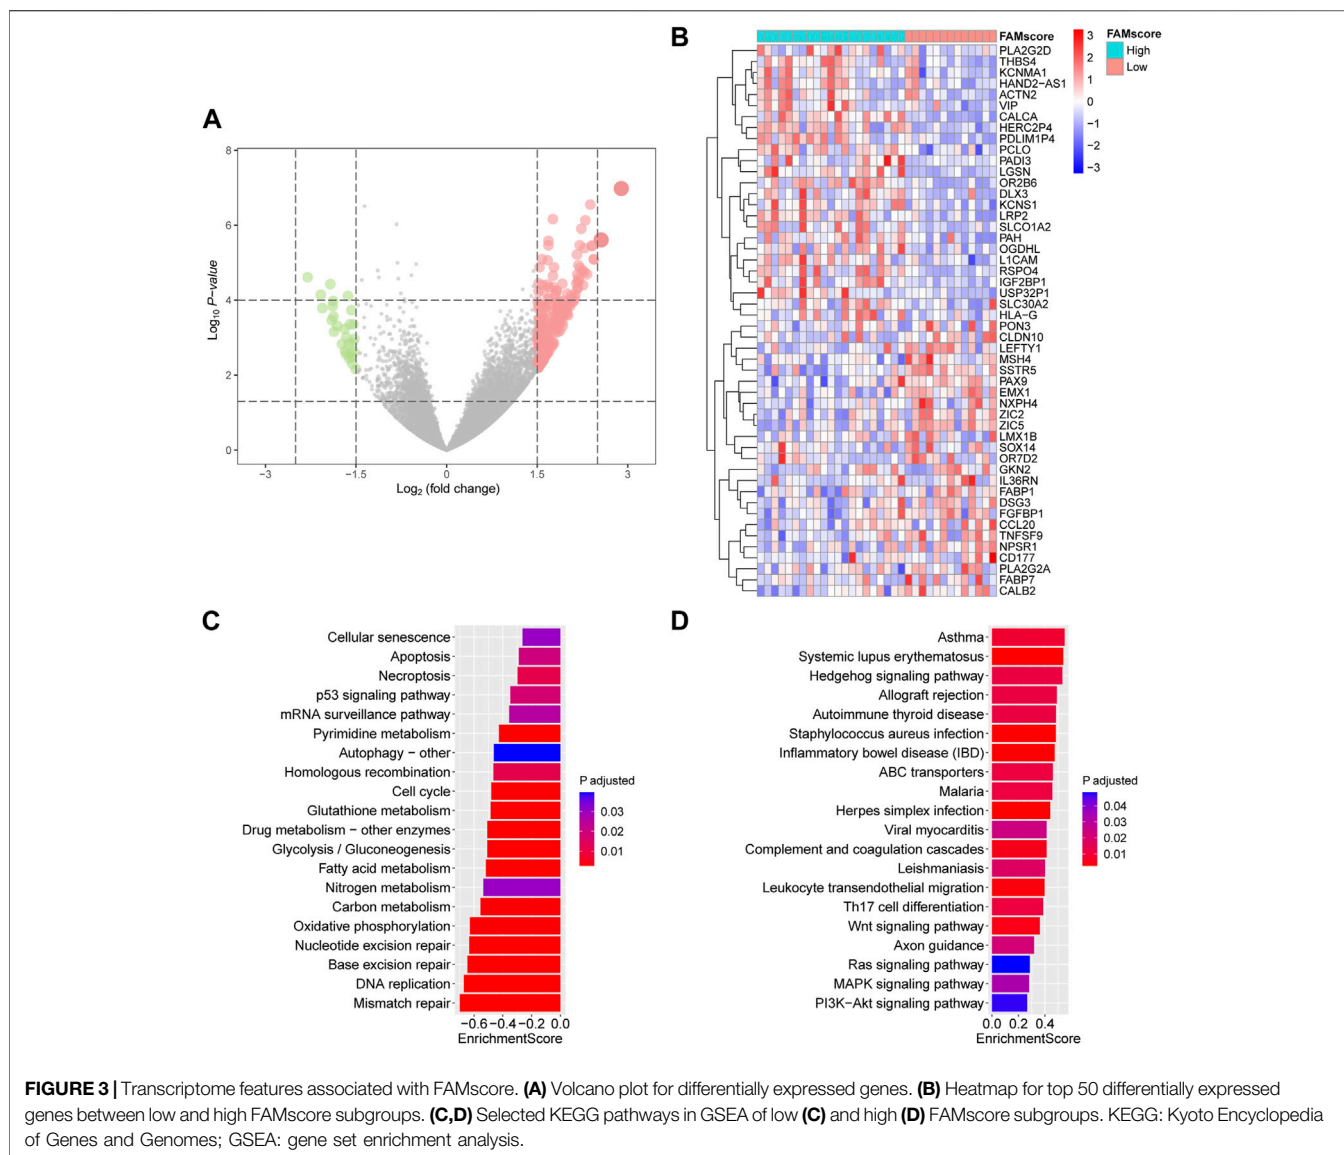 A
8
6
4
2
0
Log10 P-value
−3
−1.5
0
1.5
3
Log2 (fold change)
B
FAMscore
PLA2G2D
THBS4
KCNMA1
HAND2−AS1
ACTN2
VIP
CALCA
HERC2P4
PDLIM1P4
PCLO
PADI3
LGSN
OR2B6
DLX3
KCNS1
LRP2
SLCO1A2
PAH
OGDHL
L1CAM
RSPO4
IGF2BP1
USP32P1
SLC30A2
HLA−G
PON3
CLDN10
LEFTY1
MSH4
SSTR5
PAX9
EMX1
NXPH4
ZIC2
ZIC5
LMX1B
SOX14
OR7D2
GKN2
IL36RN
FABP1
DSG3
FGFBP1
CCL20
TNFSF9
NPSR1
CD177
PLA2G2A
FABP7
CALB2
3
2
1
0
−1
−2
−3
FAMscore
High
Low
C
Cellular senescence
Apoptosis
Necroptosis
p53 signaling pathway
mRNA surveillance pathway
Pyrimidine metabolism
Autophagy − other
Homologous recombination
Cell cycle
Glutathione metabolism
Drug metabolism − other enzymes
Glycolysis / Gluconeogenesis
Fatty acid metabolism
Nitrogen metabolism
Carbon metabolism
Oxidative phosphorylation
Nucleotide excision repair
Base excision repair
DNA replication
Mismatch repair
−0.6 −0.4 −0.2 0.0
EnrichmentScore
P adjusted
0.03
0.02
0.01
D
Asthma
Systemic lupus erythematosus
Hedgehog signaling pathway
Allograft rejection
Autoimmune thyroid disease
Staphylococcus aureus infection
Inflammatory bowel disease (IBD)
ABC transporters
Malaria
Herpes simplex infection
Viral myocarditis
Complement and coagulation cascades
Leishmaniasis
Leukocyte transendothelial migration
Th17 cell differentiation
Wnt signaling pathway
Axon guidance
Ras signaling pathway
MAPK signaling pathway
PI3K−Akt signaling pathway
0.0 0.2 0.4
EnrichmentScore
P adjusted
0.04
0.03
0.02
0.01
FIGURE 3 | Transcriptome features associated with FAMscore. (A) Volcano plot for differentially expressed genes. (B) Heatmap for top 50 differentially expressed
genes between low and high FAMscore subgroups. (C,D) Selected KEGG pathways in GSEA of low (C) and high (D) FAMscore subgroups. KEGG: Kyoto Encyclopedia
of Genes and Genomes; GSEA: gene set enrichment analysis.